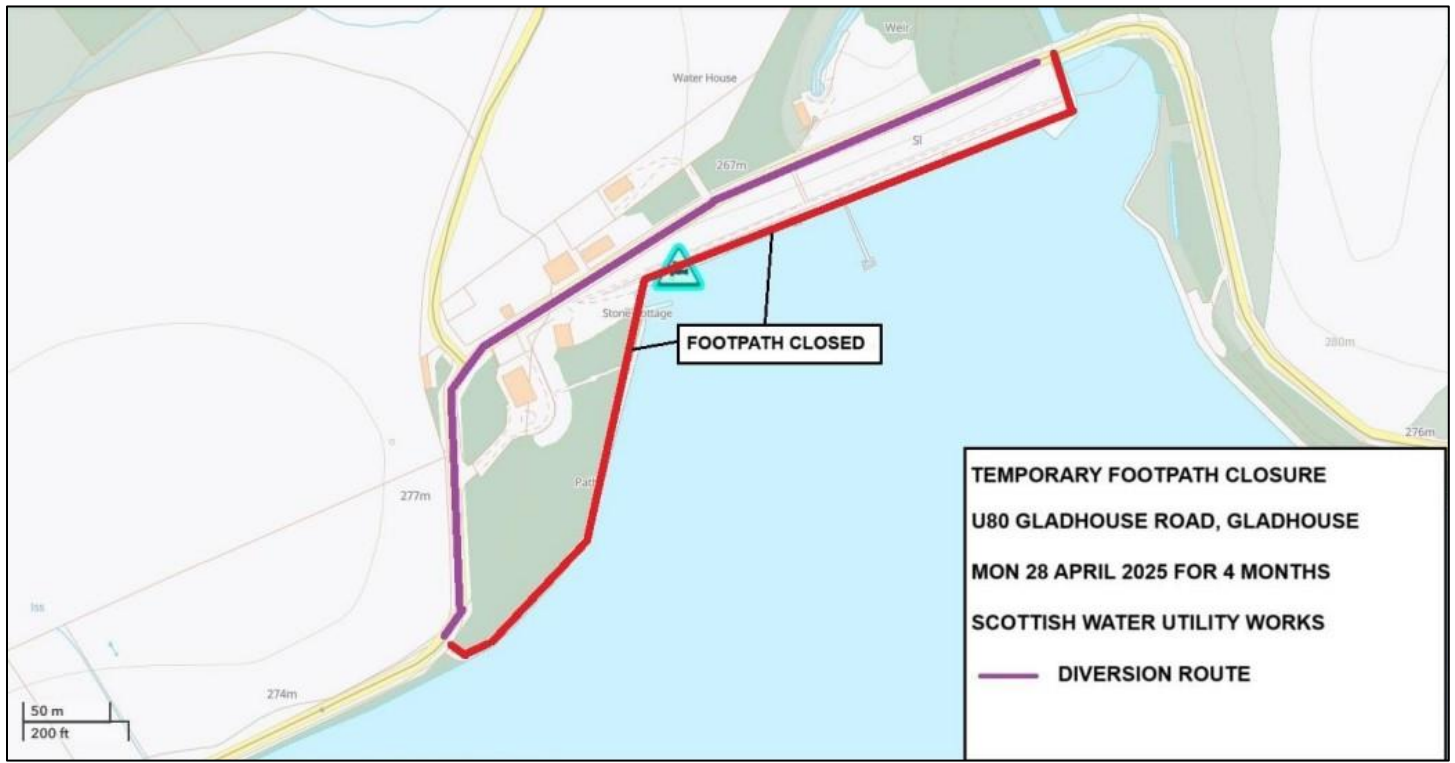 Weir
Water House
267m
Sl
Stone Cottage
FOOTPATH CLOSED
280m
276m
Path
277m
Iss
274m
50 m
200 ft
TEMPORARY FOOTPATH CLOSURE
U80 GLADHOUSE ROAD, GLADHOUSE
MON 28 APRIL 2025 FOR 4 MONTHS
SCOTTISH WATER UTILITY WORKS
DIVERSION ROUTE